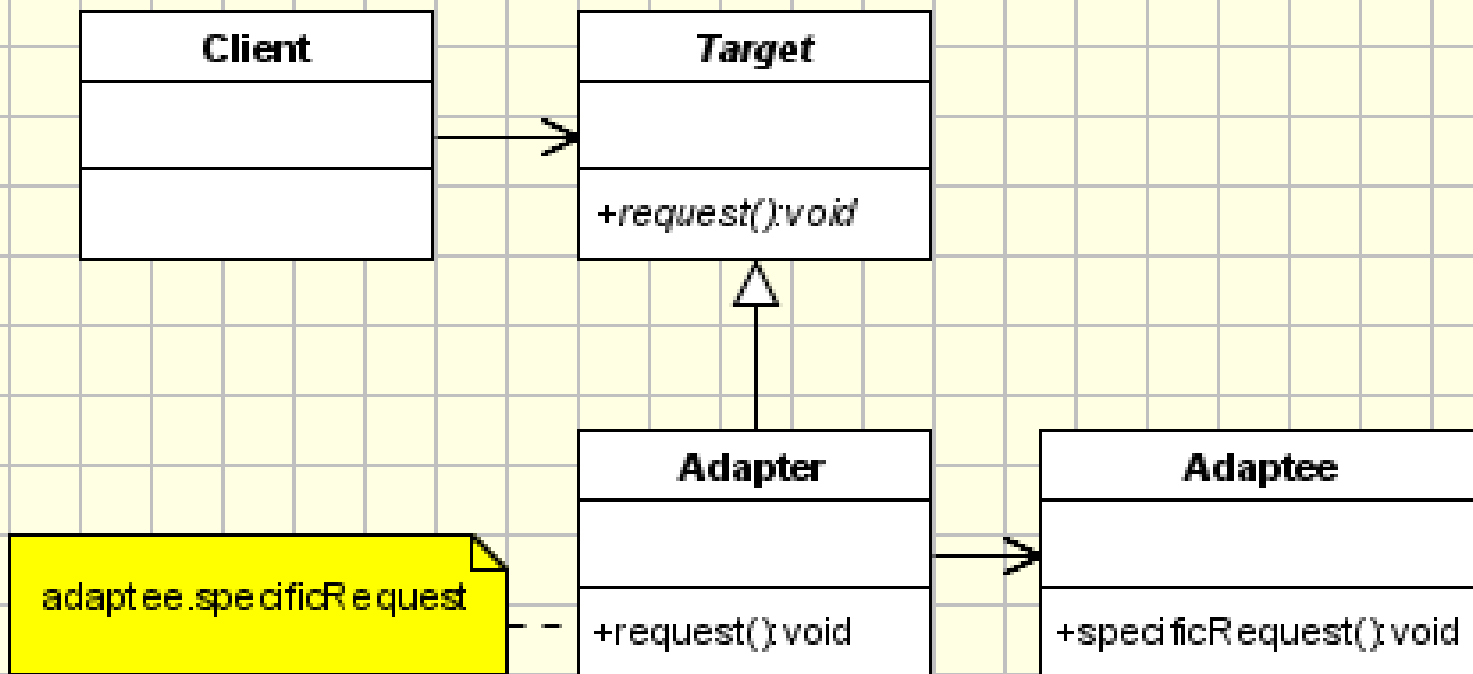 Client
Target
+request():void
Adapter
Adaptee
adaptee.specificRequest
+request():void
+specificRequest():void